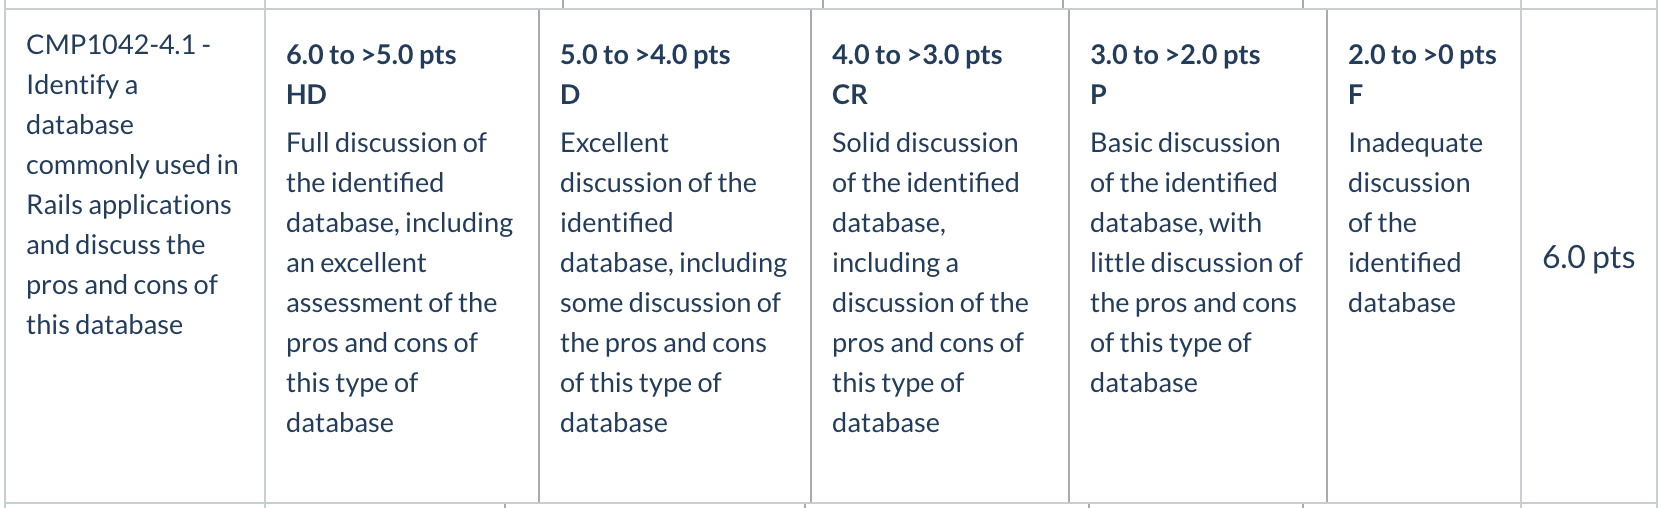 CMP1042-4.1 -
Identify a
database
commonly used in
Rails applications
and discuss the
pros and cons of
this database
6.0 to >5.0 pts
HD
Full discussion of
the identified
database, including
an excellent
assessment of the
pros and cons of
this type of
database
5.0 to >4.0 pts
D
Excellent
discussion of the
identified
database, including
some discussion of
the pros and cons
of this type of
database
4.0 to >3.0 pts
CR
Solid discussion
of the identified
database,
including a
discussion of the
pros and cons of
this type of
database
3.0 to >2.0 pts
P
Basic discussion
of the identified
database, with
little discussion of
the pros and cons
of this type of
database
2.0 to >0 pts
F
Inadequate
discussion
of the
identified
database
6.0 pts